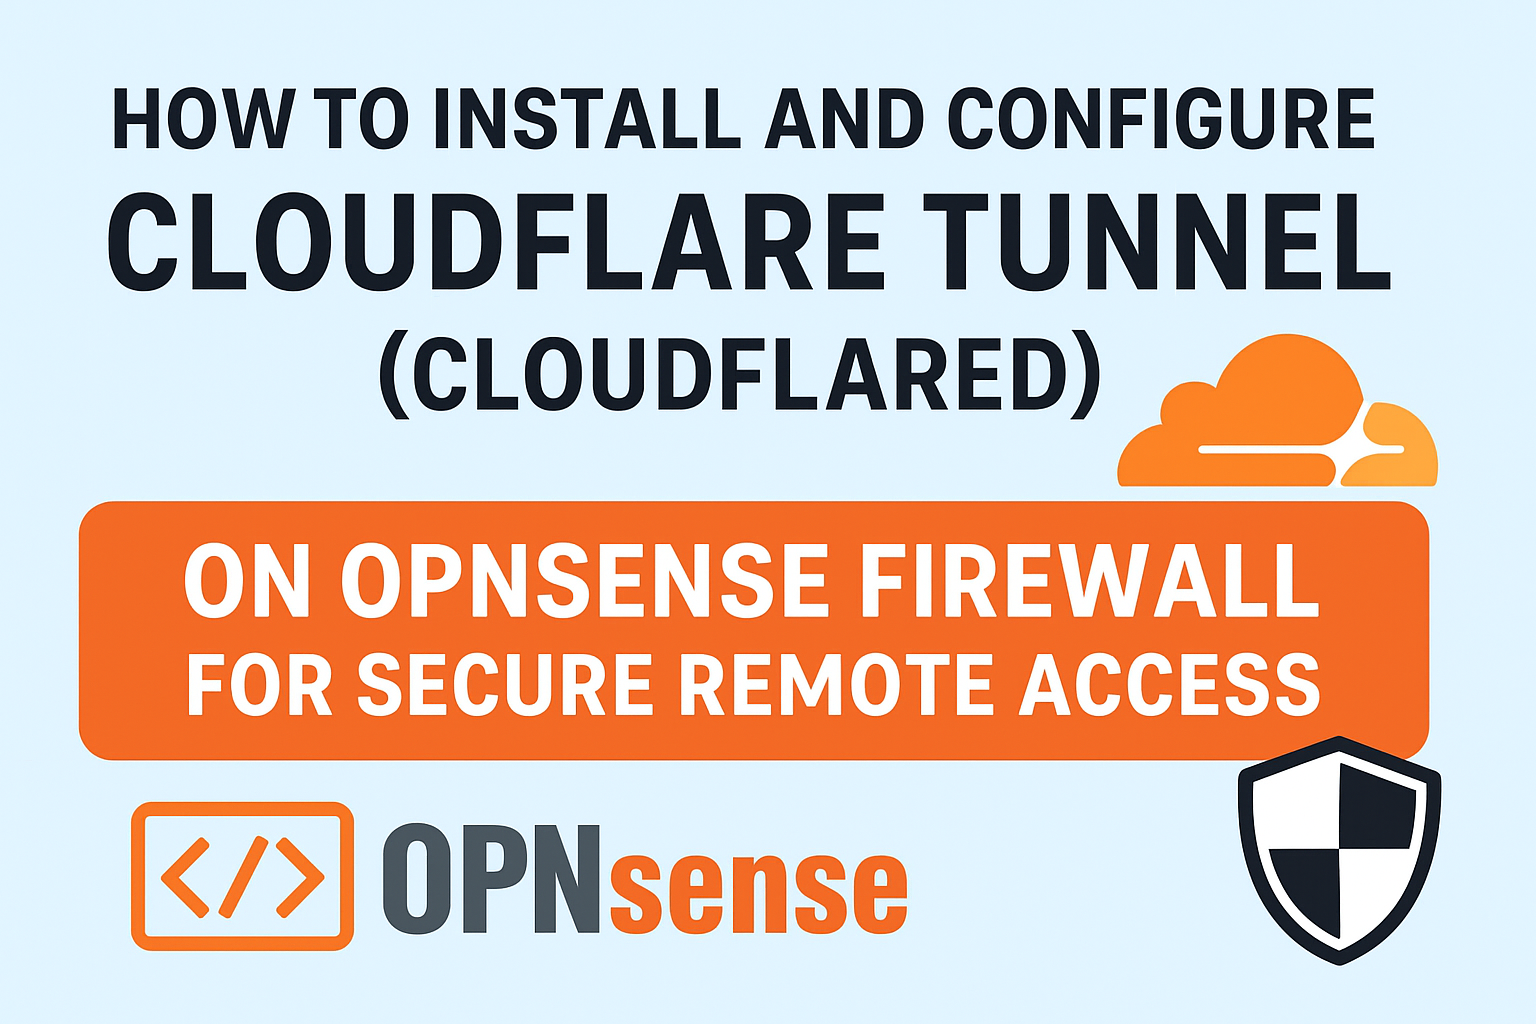 HOW TO INSTALL AND CONFIGURE
CLOUDFLARE TUNNEL
(CLOUDFLARED)
ON OPNSENSE FIREWALL
FOR SECURE REMOTE ACCESS
</> OPNsense